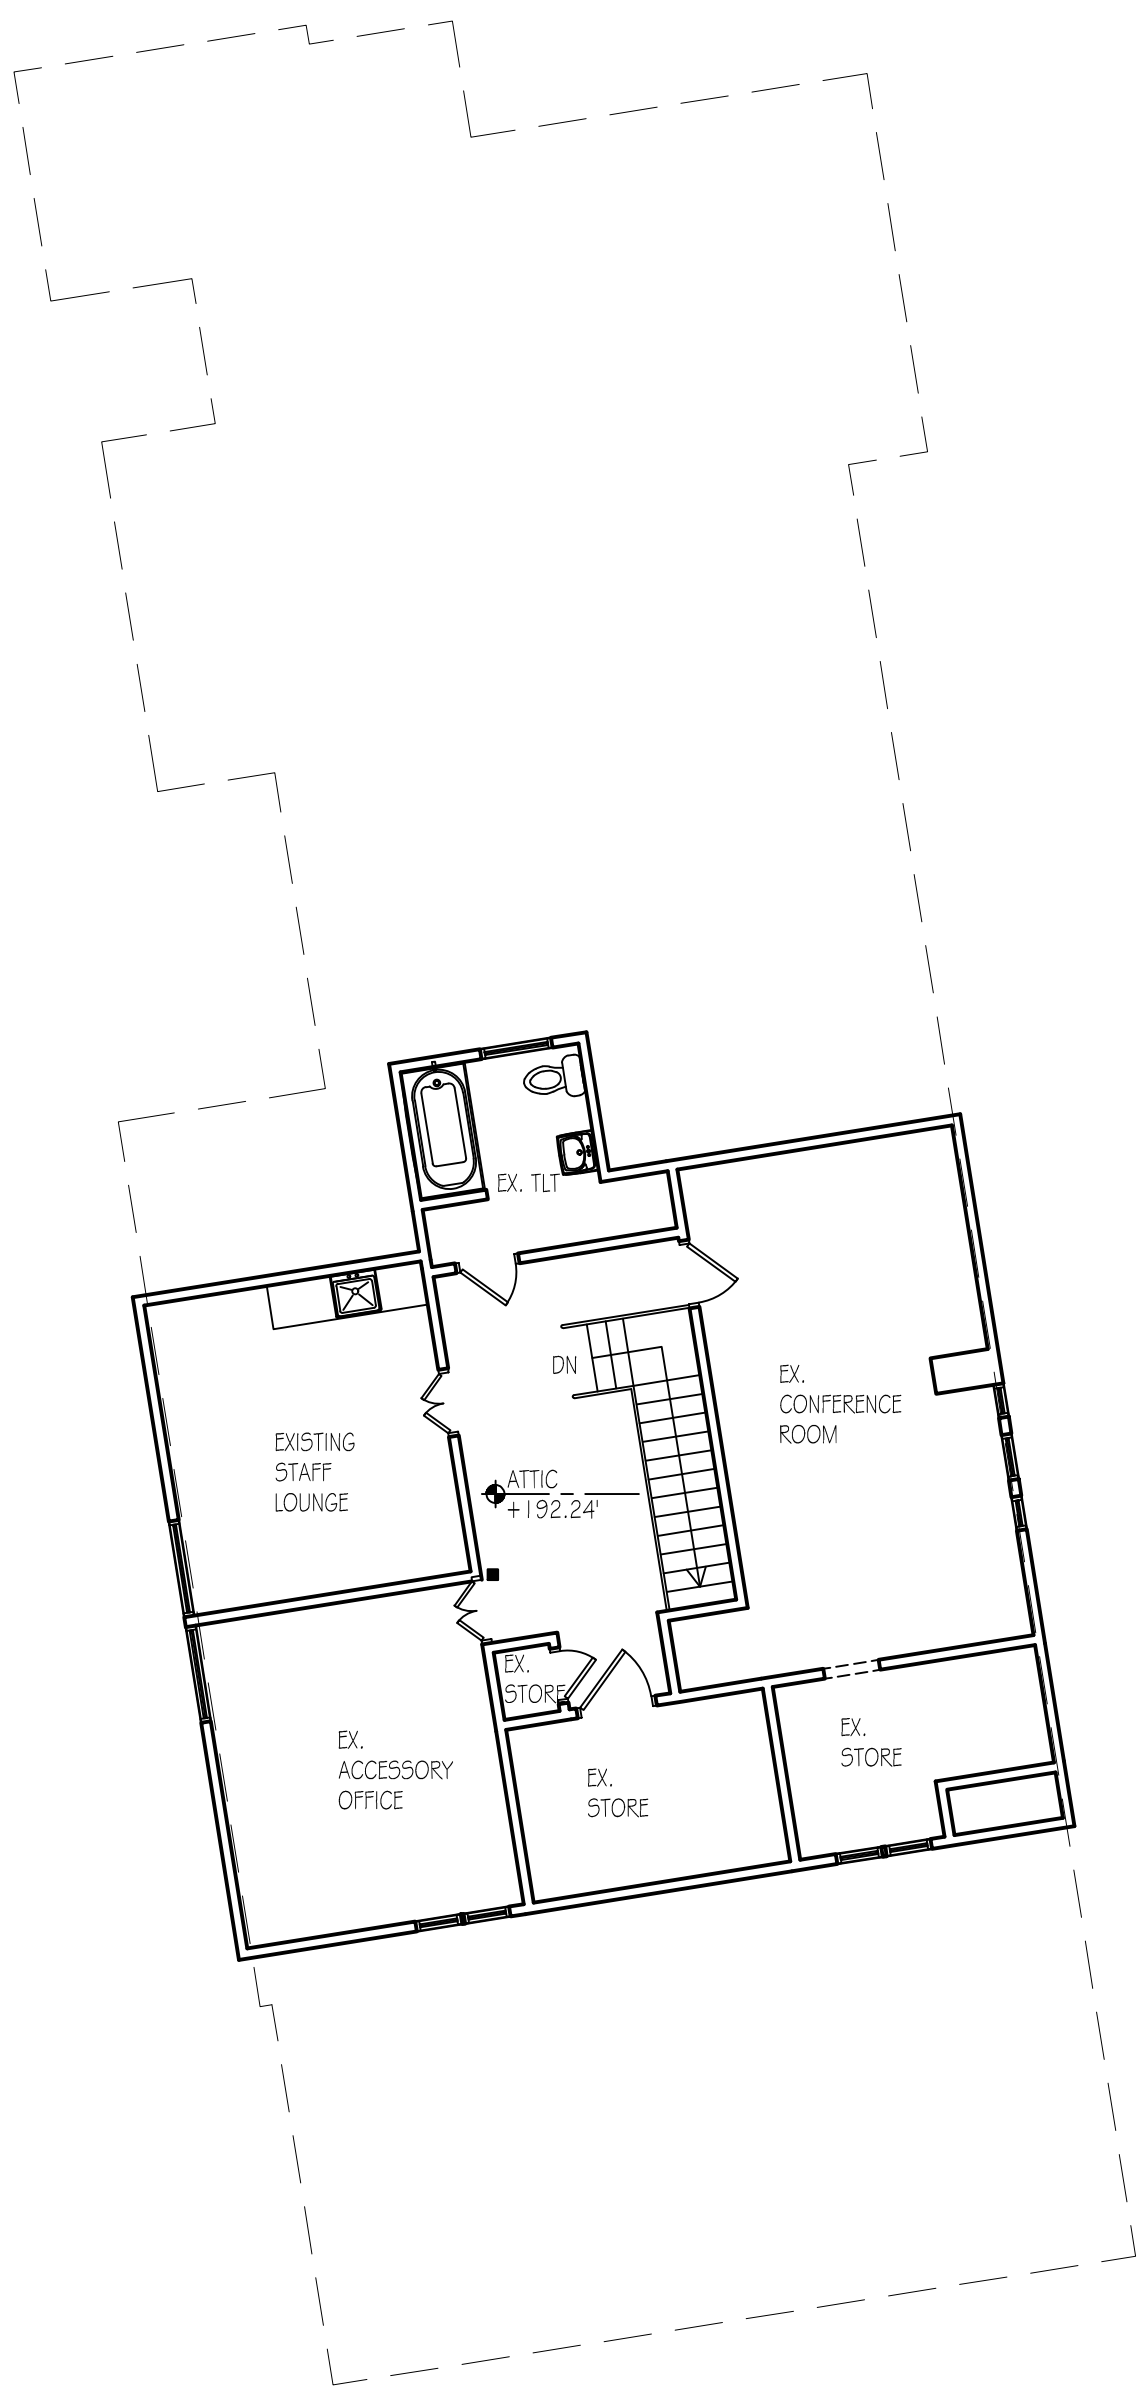 EX. TLT
DN
EX.
CONFERENCE
ROOM
EXISTING
STAFF
LOUNGE
ATTIC
+192.24'
EX.
STORE
EX.
ACCESSORY
OFFICE
EX.
STORE
EX.
STORE